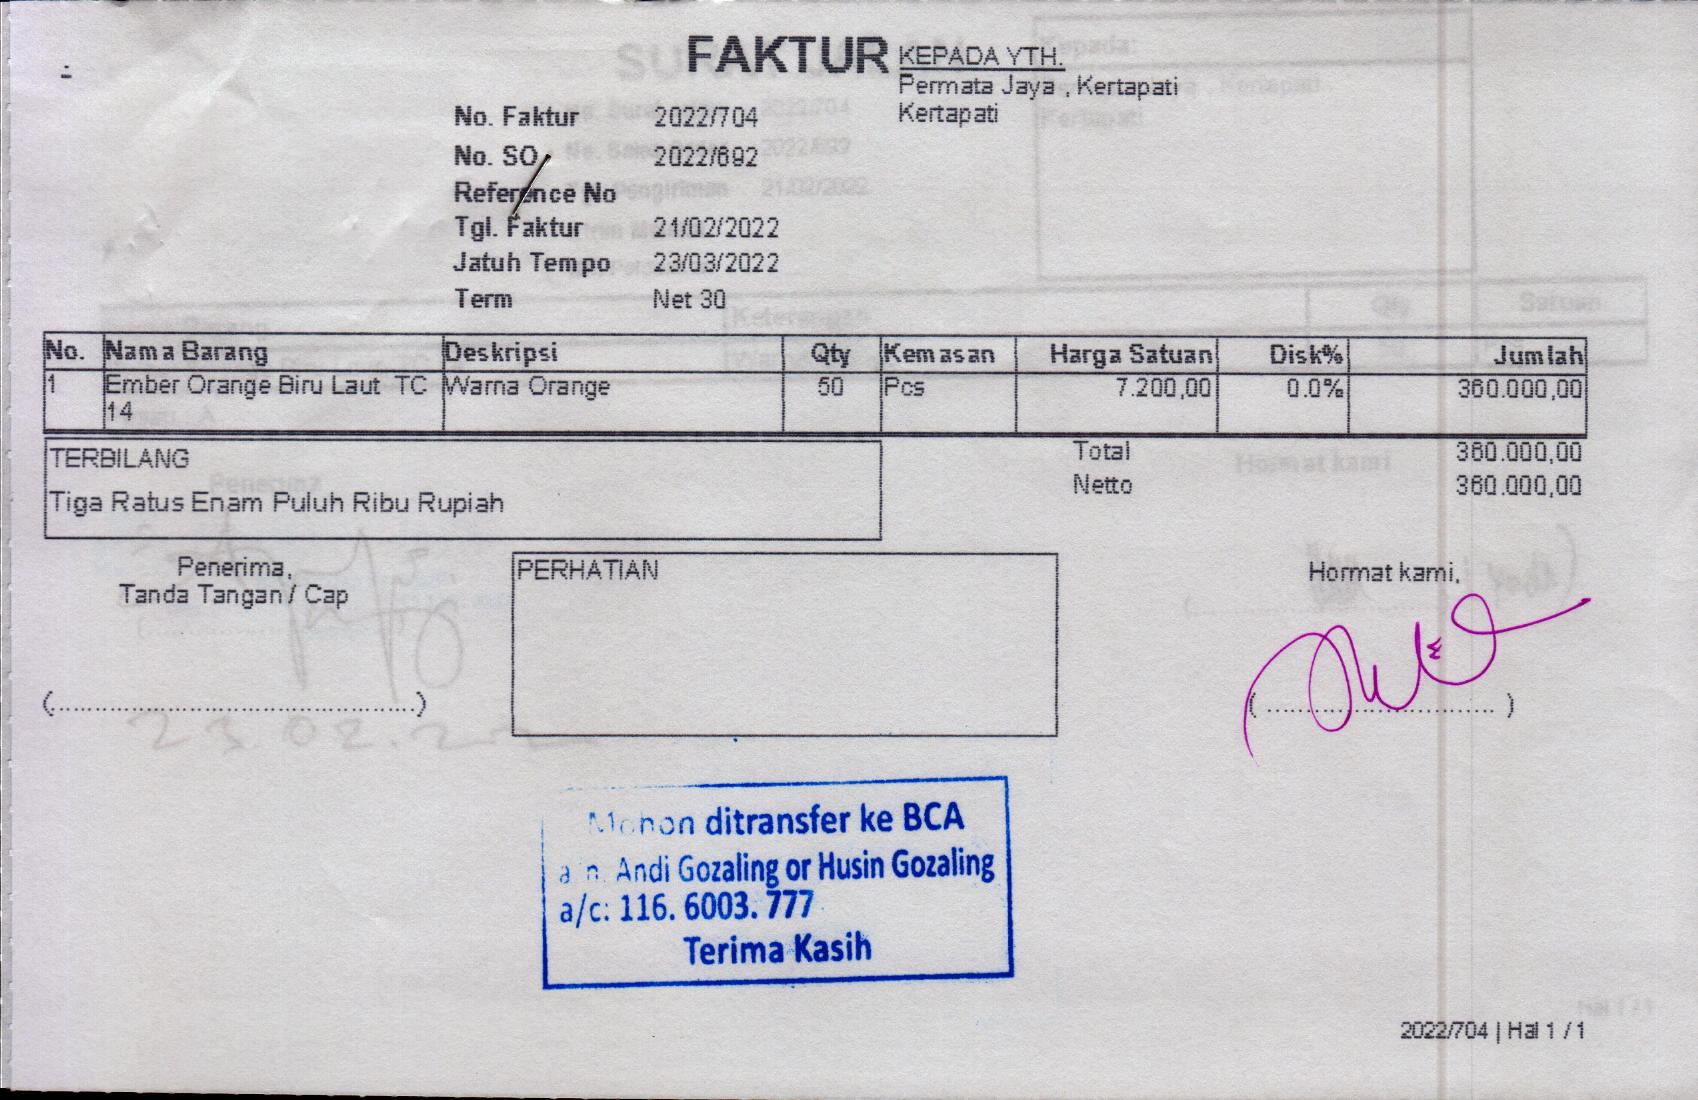 FAKTUR
KEPADA YTH.
Permata Jaya , Kertapati
Kertapati
No. Faktur 2022/704
No. SO 2022/692
Reference No
Tgl. Faktur 21/02/2022
Jatuh Tempo 23/03/2022
Term Net 30
No. Nama Barang Deskripsi Qty Kemasan Harga Satuan Disk% Jumlah
1 Ember Orange Biru Laut TC Warna Orange 50 Pcs 7.200,00 0.0% 360.000,00
14
TERBILANG
Tiga Ratus Enam Puluh Ribu Rupiah
Total 360.000,00
Netto 360.000,00
Penerima,
Tanda Tangan / Cap
PERHATIAN
Hormat kami,
(..............................................)
( .............................. )
23.02.22
Mohon ditransfer ke BCA
a.n. Andi Gozaling or Husin Gozaling
a/c: 116. 6003. 777
Terima Kasih
2022/704 | Hal 1 / 1